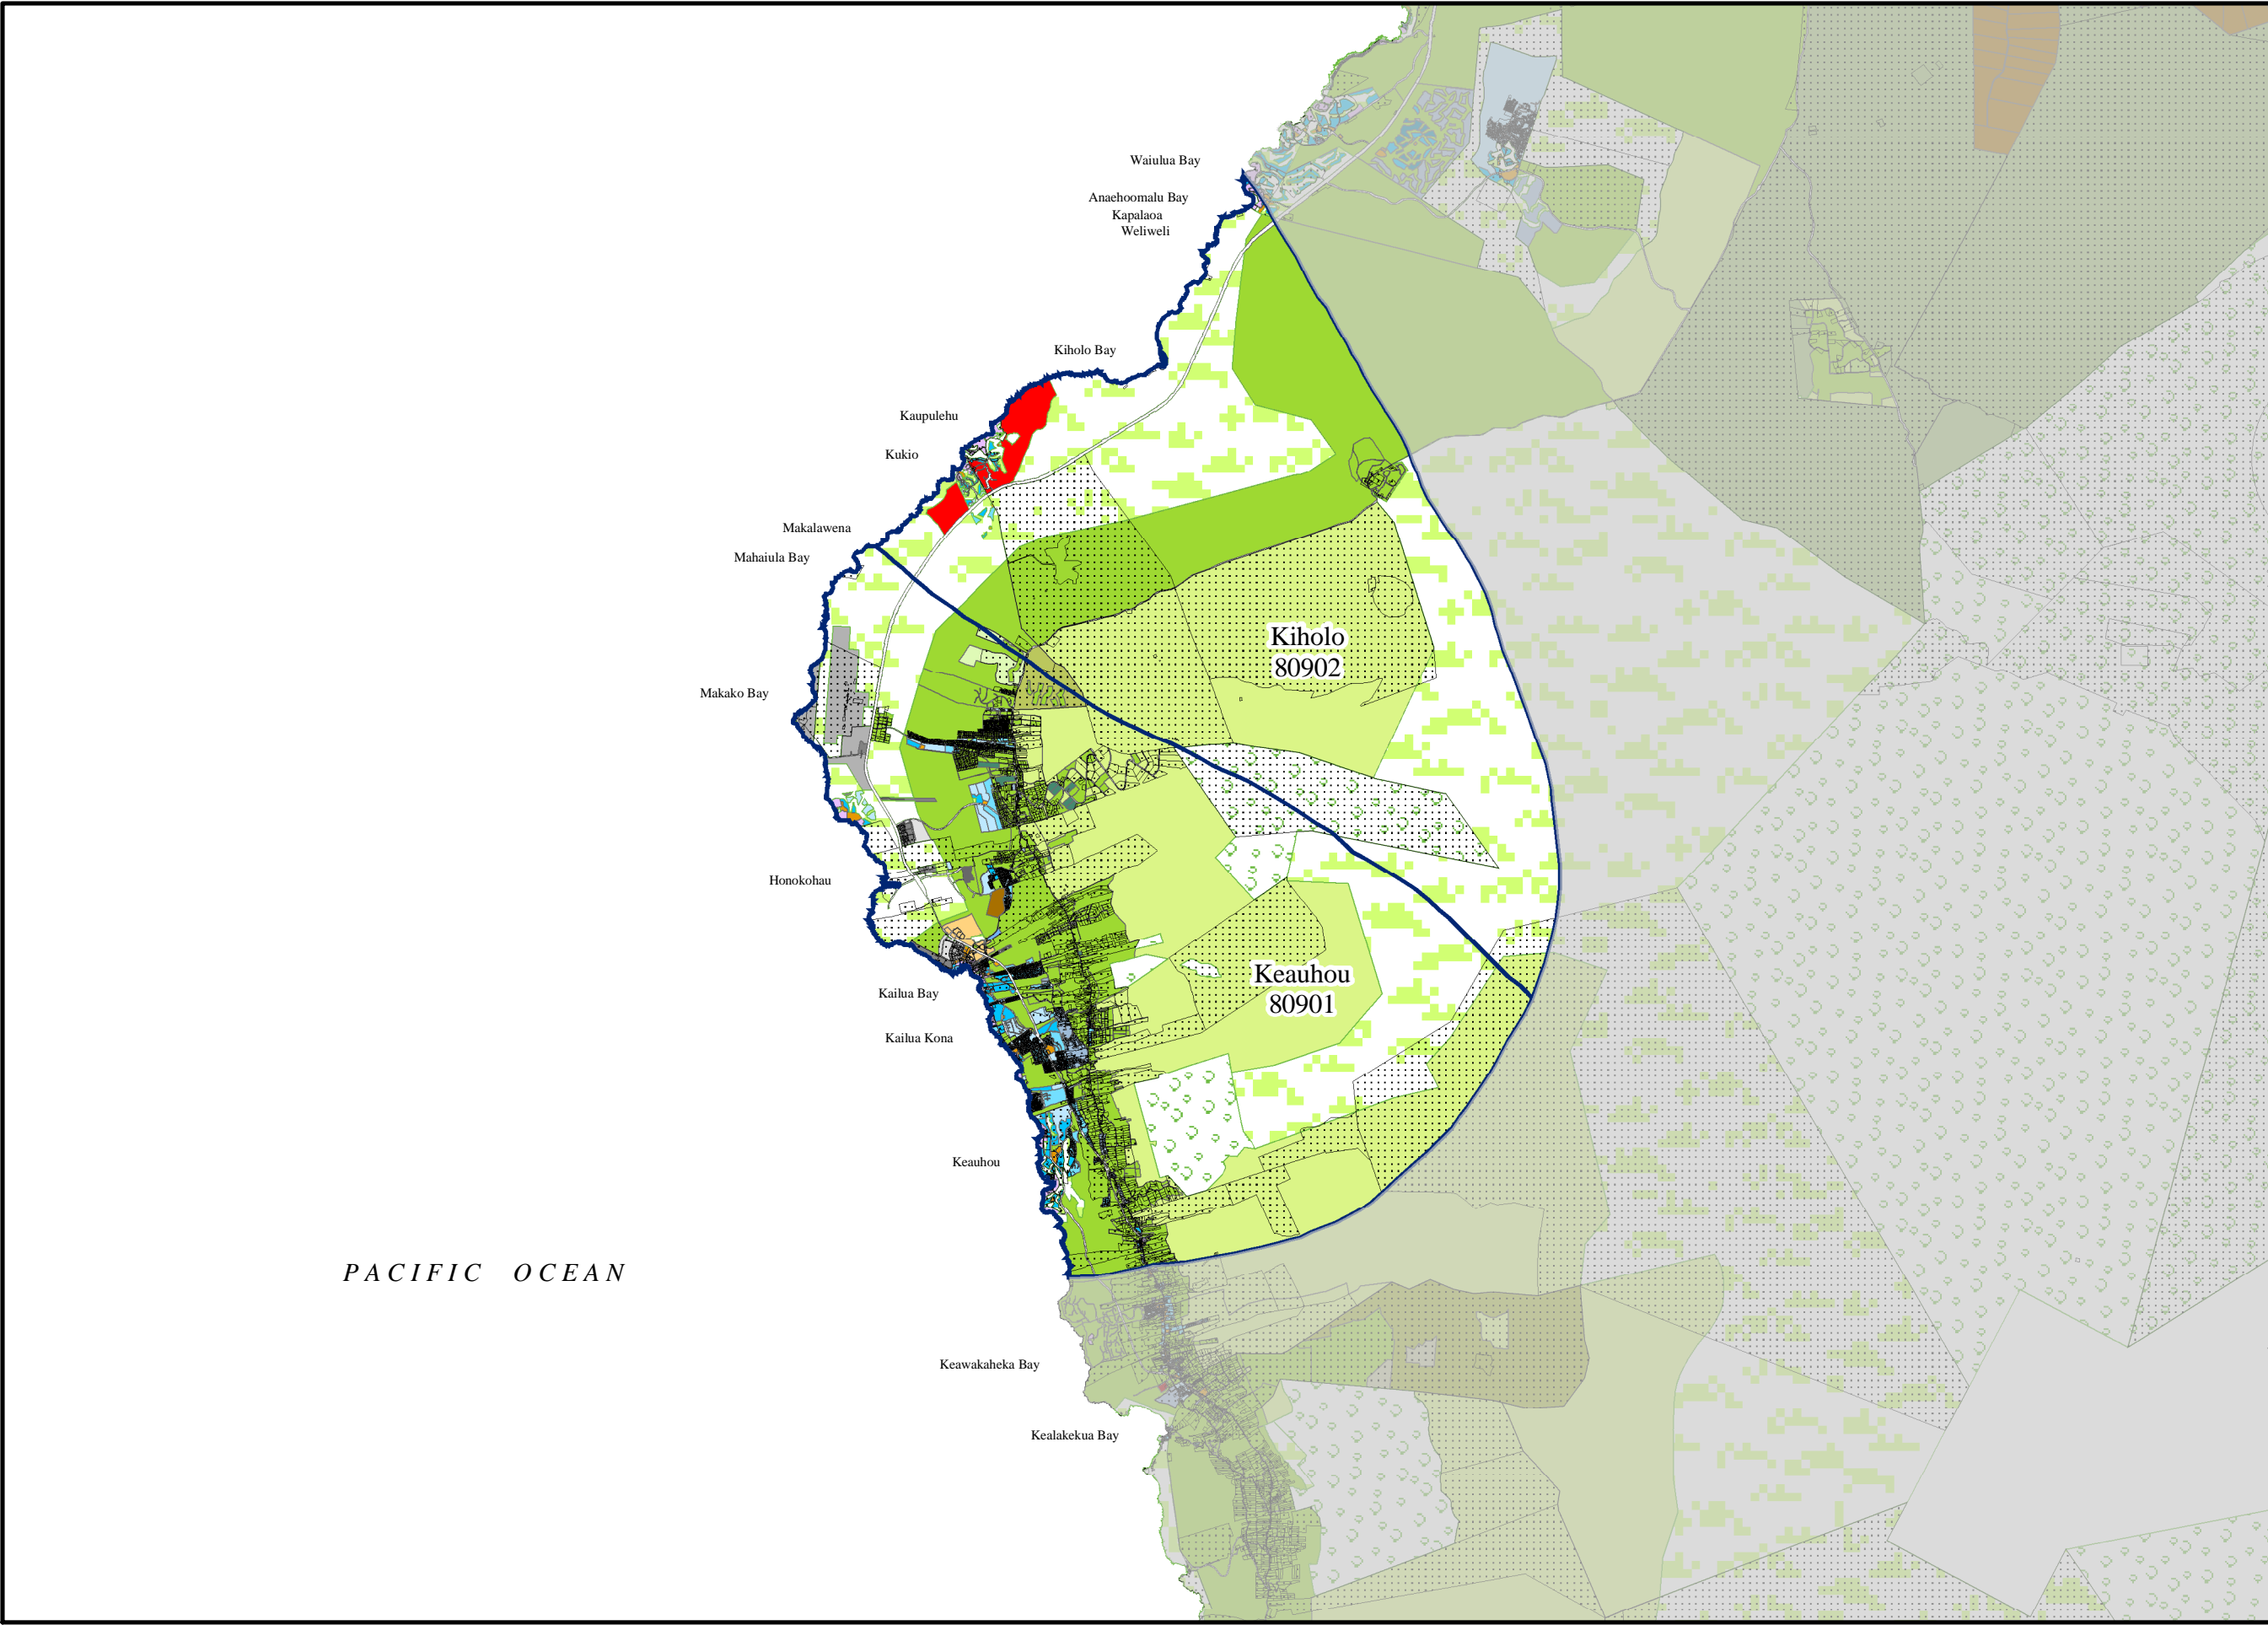 Waiulua Bay
Anaehoomalu Bay
Kapalaoa
Weliweli
Kiholo Bay
Kaupulehu
Kukio
Makalawena
Mahaiula Bay
Kiholo
80902
Makako Bay
Honokohau
Keauhou
80901
Kailua Bay
Kailua Kona
Keauhou
PACIFIC OCEAN
Keawakaheka Bay
Kealakekua Bay